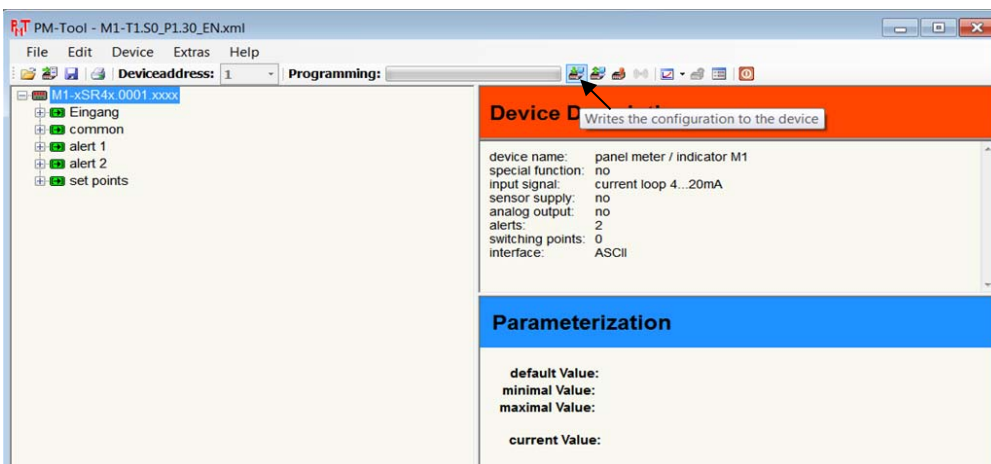 PM-Tool - M1-T1.S0_P1.30_EN.xml
File Edit Device Extras Help
Deviceaddress: 1 Programming:
M1-xSR4x.0001.xxxx
Eingang
common
alert 1
alert 2
set points
Device D
Writes the configuration to the device
device name: panel meter / indicator M1
special function: no
input signal: current loop 4...20mA
sensor supply: no
analog output: no
alerts: 2
switching points: 0
interface: ASCII
Parameterization
default Value:
minimal Value:
maximal Value:
current Value: